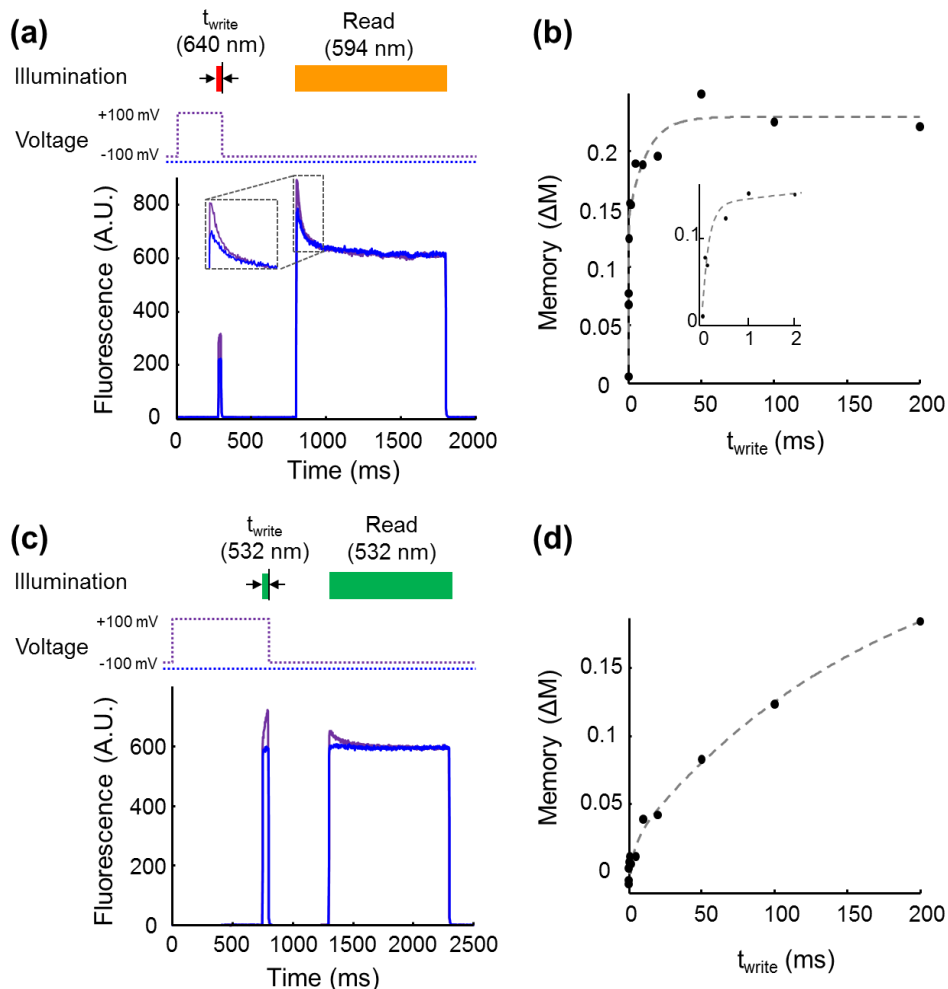 (a)
t_write
(640 nm)
Read
(594 nm)
Illumination
+100 mV
Voltage
-100 mV
800
600
400
200
0
Fluorescence (A.U.)
0 500 1000 1500 2000
Time (ms)
(b)
0.2
0.15
0.1
0.05
0
Memory (ΔM)
0.1
0
0 1 2
0 50 100 150 200
t_write (ms)
(c)
t_write
(532 nm)
Read
(532 nm)
Illumination
+100 mV
Voltage
-100 mV
600
400
200
0
Fluorescence (A.U.)
0 500 1000 1500 2000 2500
Time (ms)
(d)
0.15
0.1
0.05
0
Memory (ΔM)
0 50 100 150 200
t_write (ms)